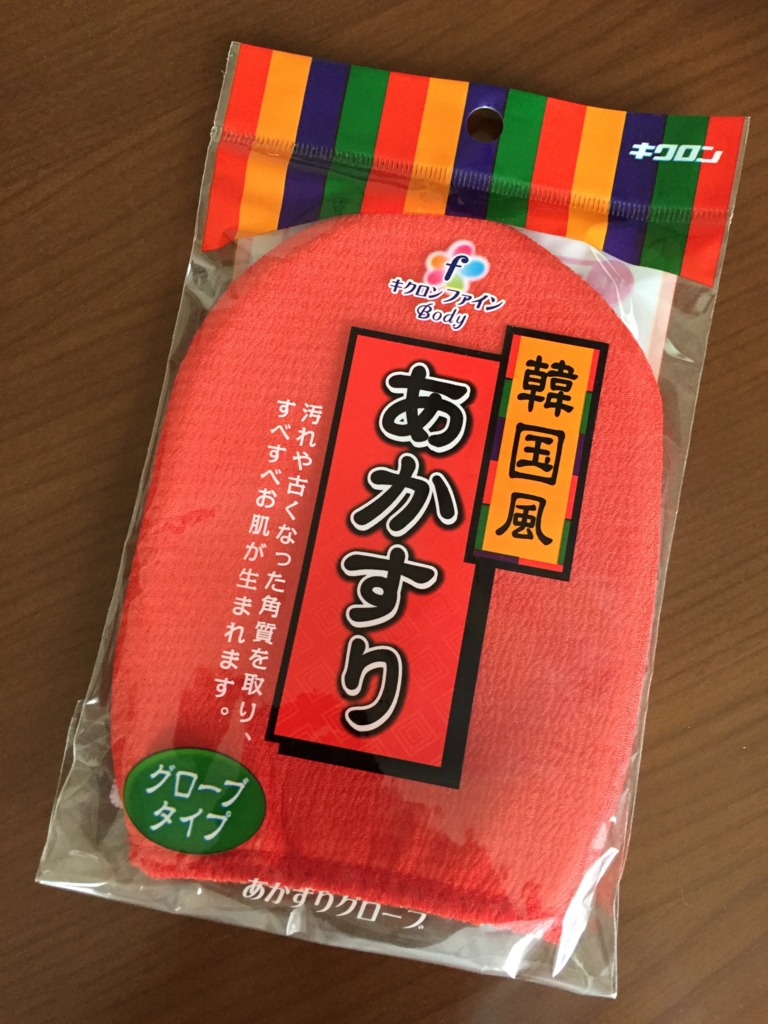 キクロン
f
キクロンファイン
Body
韓国風
あかすり
汚れや古くなった角質を取り、
すべすべお肌が生まれます。
グローブ
タイプ
あかすりグローブ